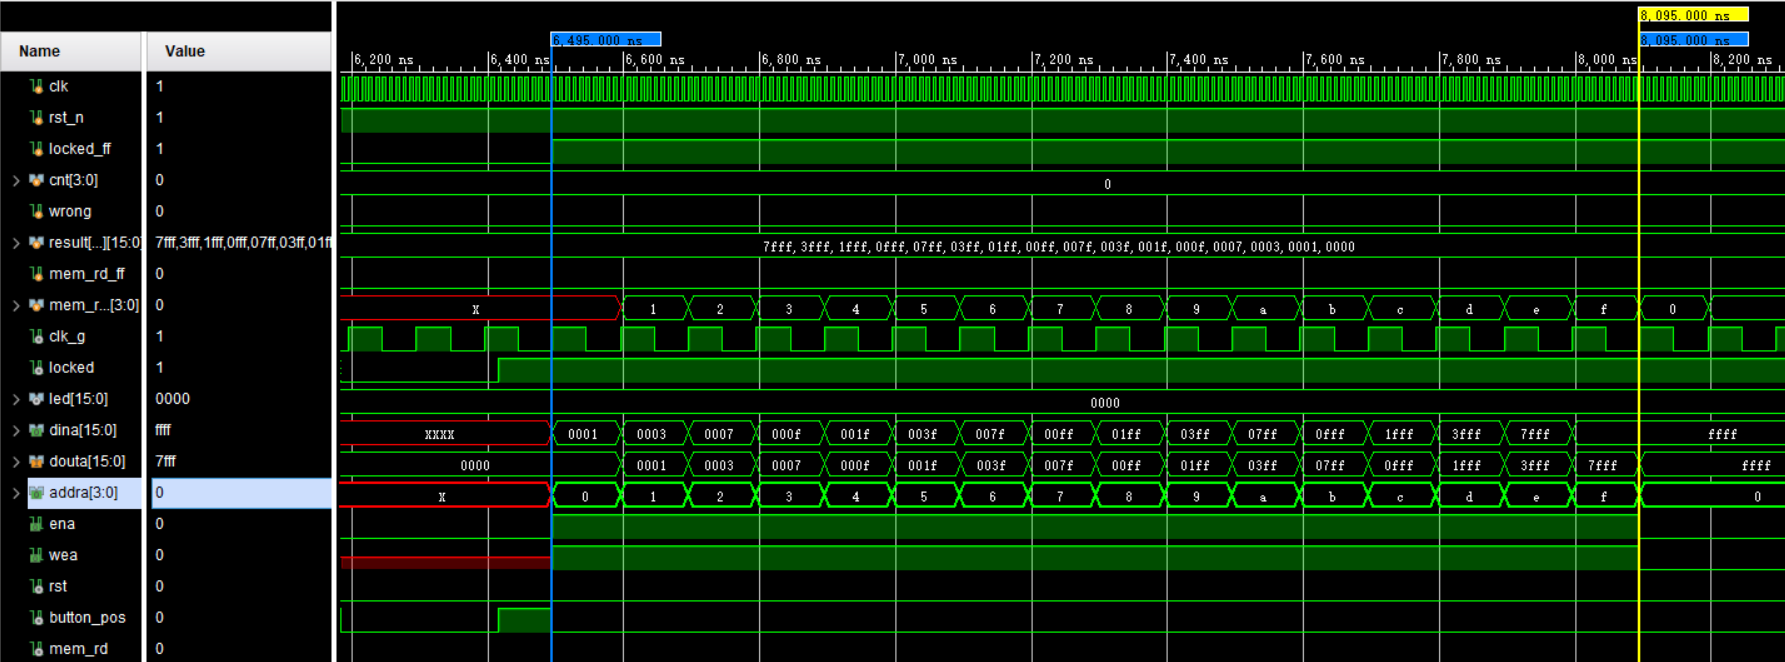 8,095.000 ns
Name Value 6,495.000 ns 8,095.000 ns
6,200 ns 6,400 ns 6,600 ns 6,800 ns 7,000 ns 7,200 ns 7,400 ns 7,600 ns 7,800 ns 8,000 ns 8,200 ns
clk 1
rst_n 1
locked_ff 1
cnt[3:0] 0 0
wrong 0
result[...][15:0] 7fff,3fff,1fff,0fff,07ff,03ff,01ff 7fff, 3fff, 1fff, 0fff, 07ff, 03ff, 01ff, 00ff, 007f, 003f, 001f, 000f, 0007, 0003, 0001, 0000
mem_rd_ff 0
mem_r...[3:0] 0 X 1 2 3 4 5 6 7 8 9 a b c d e f 0
clk_g 1
locked 1
led[15:0] 0000 0000
dina[15:0] ffff XXXX 0001 0003 0007 000f 001f 003f 007f 00ff 01ff 03ff 07ff 0fff 1fff 3fff 7fff ffff
douta[15:0] 7fff 0000 0001 0003 0007 000f 001f 003f 007f 00ff 01ff 03ff 07ff 0fff 1fff 3fff 7fff ffff
addra[3:0] 0 X 0 1 2 3 4 5 6 7 8 9 a b c d e f 0
ena 0
wea 0
rst 0
button_pos 0
mem_rd 0